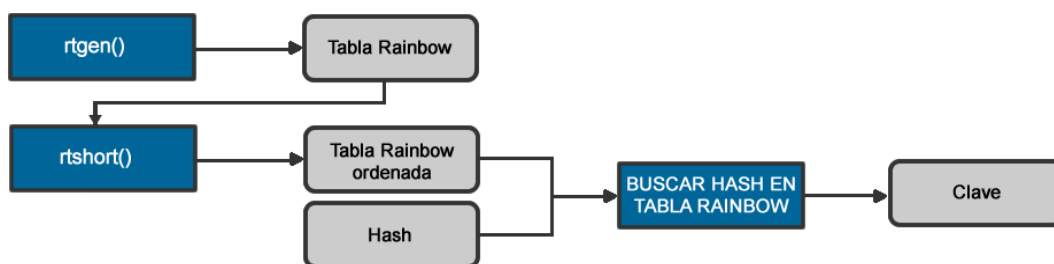 rtgen()
Tabla Rainbow
rtshort()
Tabla Rainbow
ordenada
Hash
BUSCAR HASH EN
TABLA RAINBOW
Clave